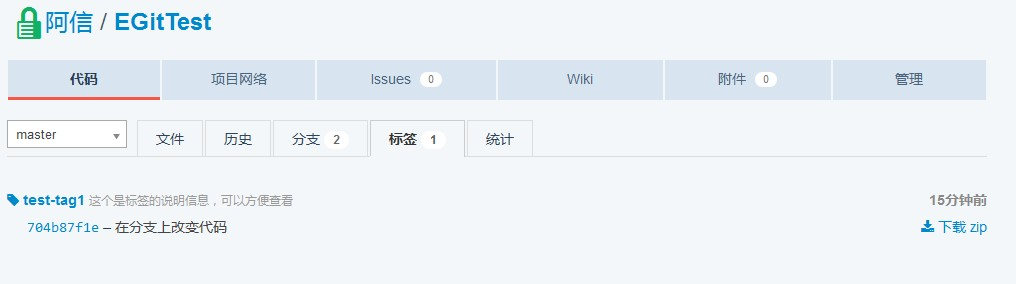 阿信 / EGitTest
代码 项目网络 Issues 0 Wiki 附件 0 管理
master 文件 历史 分支 2 标签 1 统计
test-tag1 这个是标签的说明信息，可以方便查看 15分钟前
704b87f1e – 在分支上改变代码 下载 zip